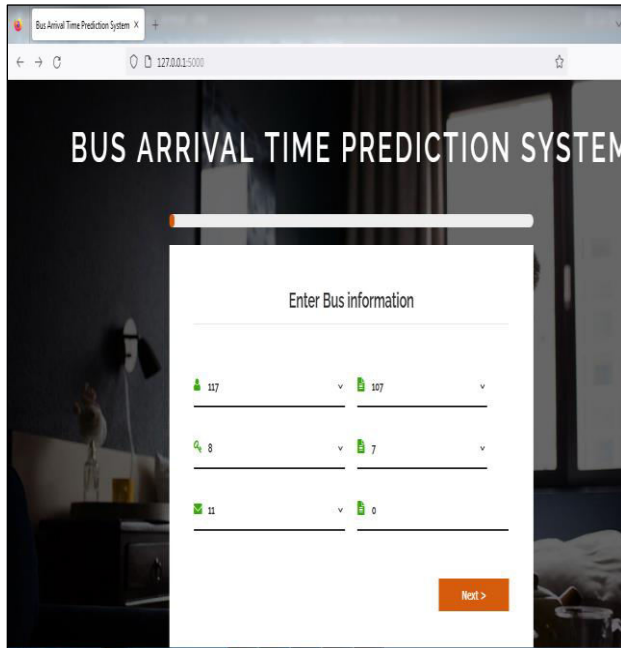 Bus Arrival Time Prediction System
127.0.0.1:5000
BUS ARRIVAL TIME PREDICTION SYSTEM
Enter Bus information
117 107
8 7
11 0
Next >